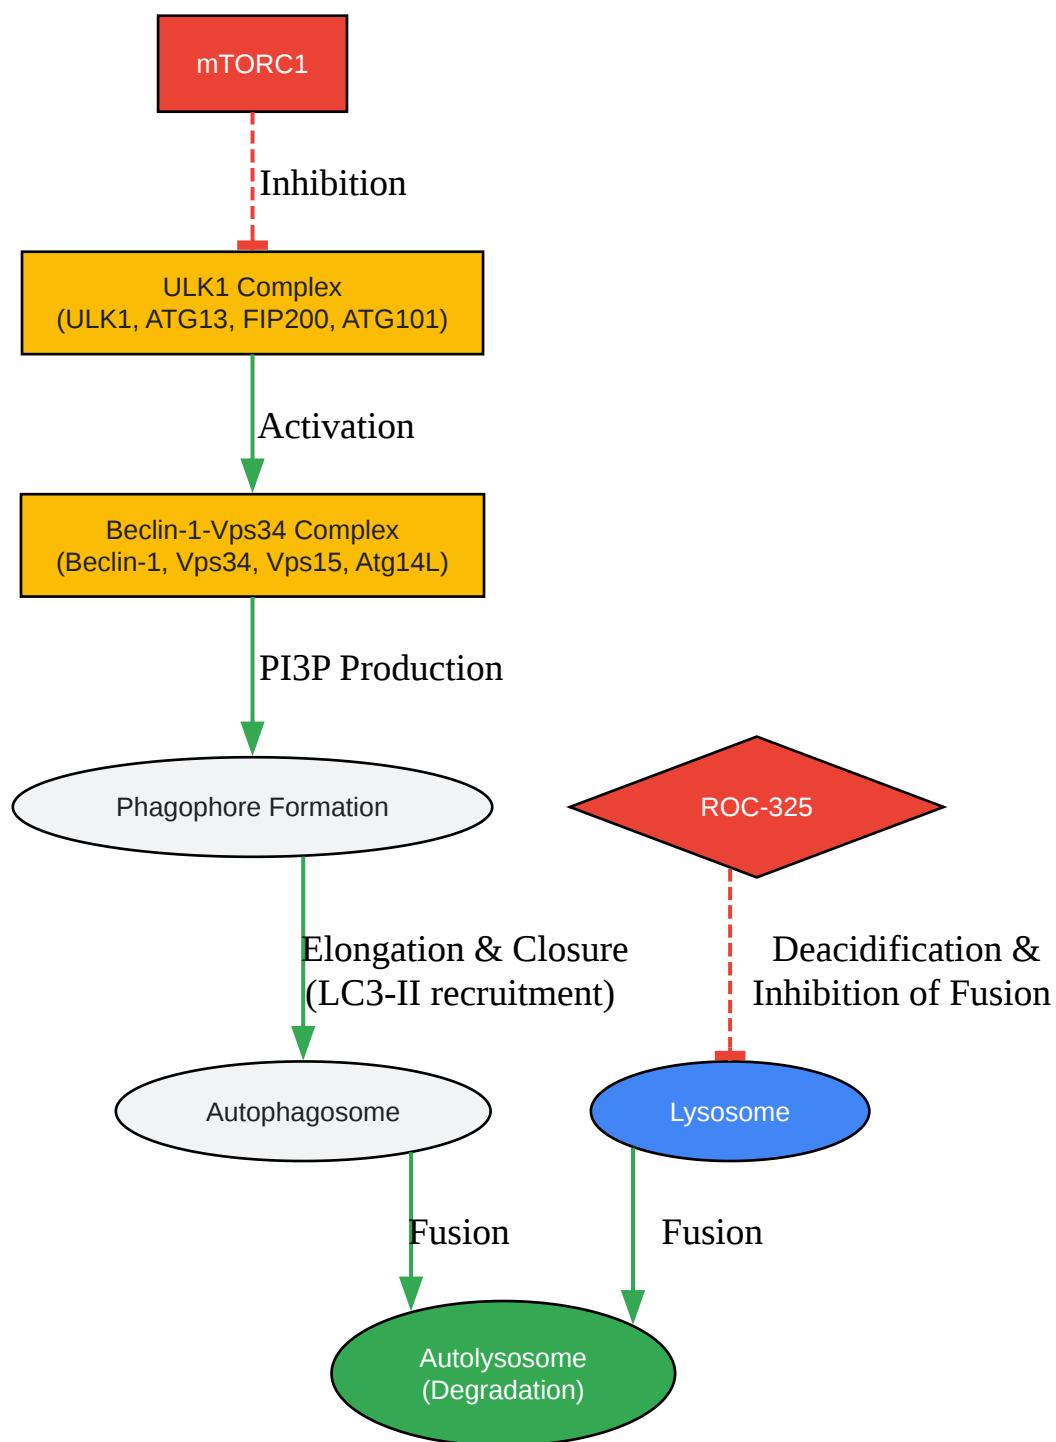 mTORC1
Inhibition
ULK1 Complex
(ULK1, ATG13, FIP200, ATG101)
Activation
Beclin-1-Vps34 Complex
(Beclin-1, Vps34, Vps15, Atg14L)
PI3P Production
Phagophore Formation
ROC-325
Elongation & Closure
(LC3-II recruitment)
Deacidification &
Inhibition of Fusion
Autophagosome
Lysosome
Fusion
Fusion
Autolysosome
(Degradation)